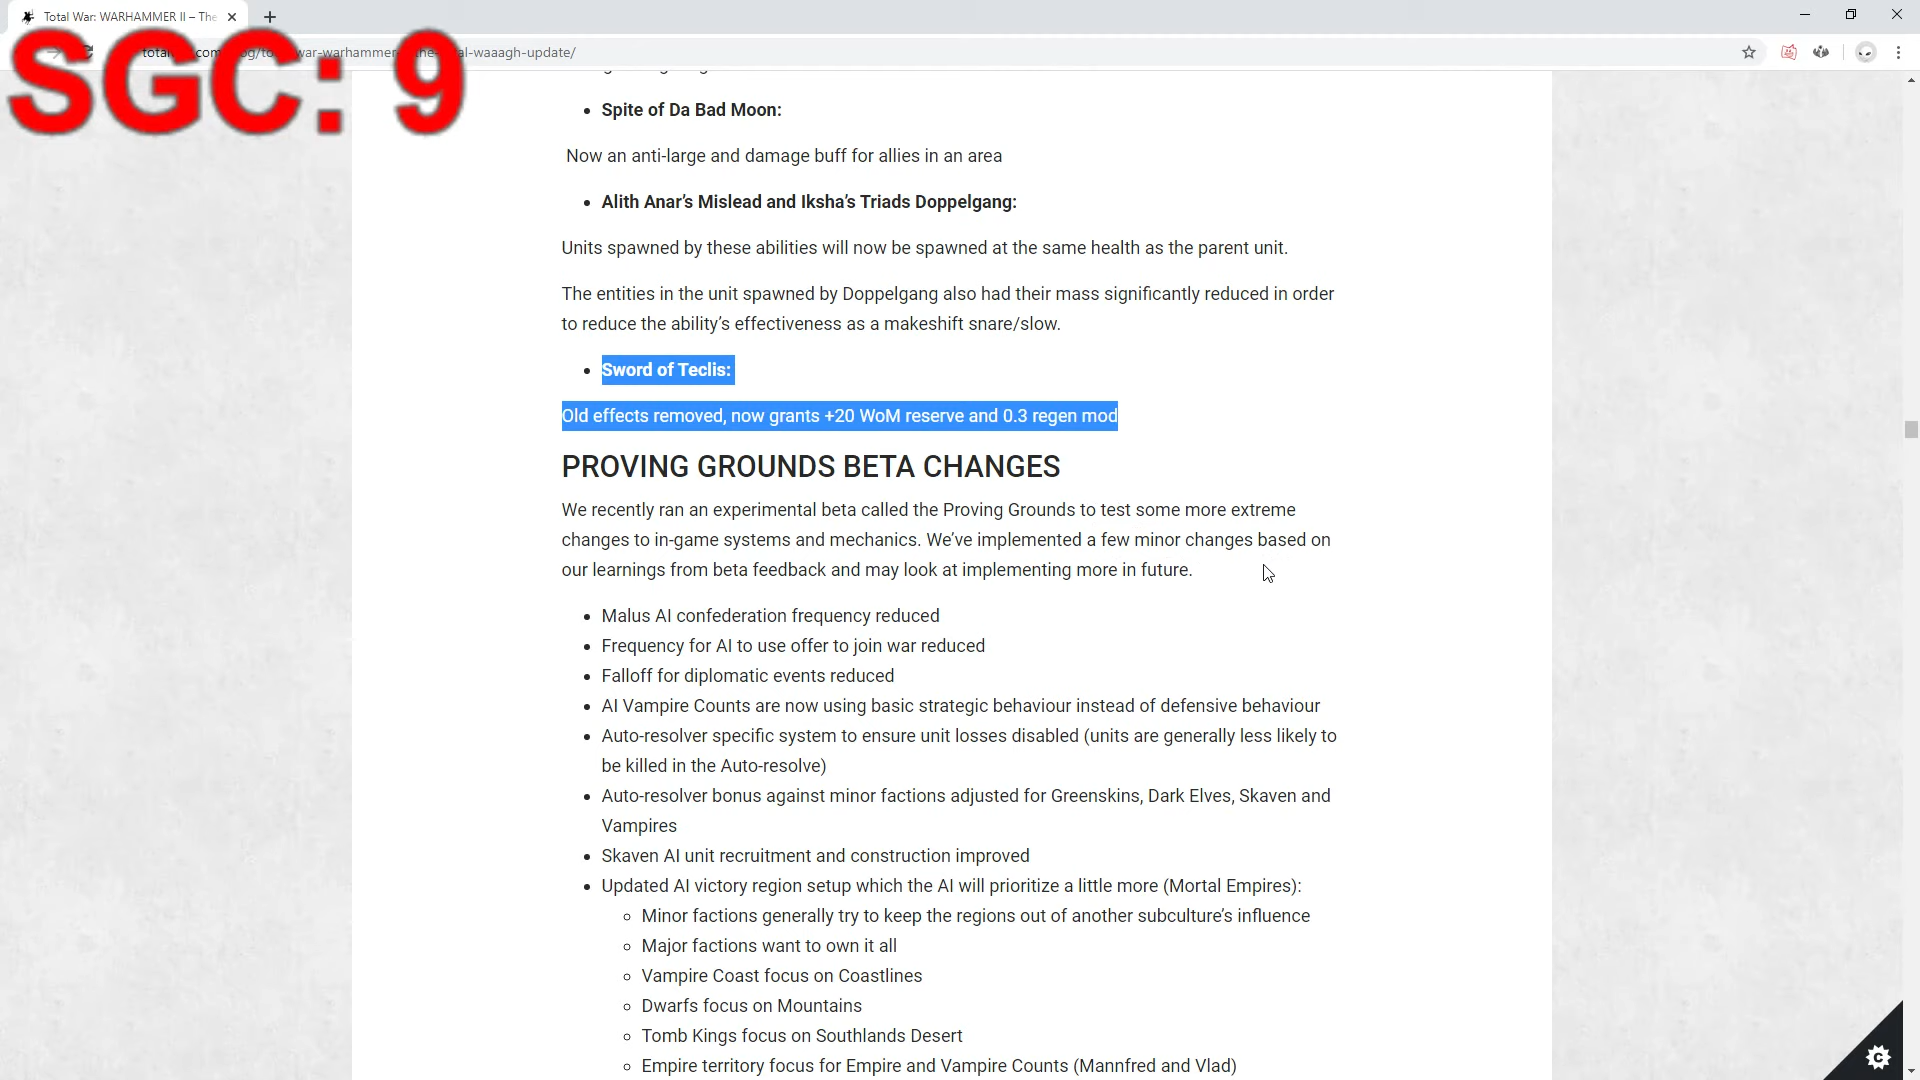 Total War: WARHAMMER II – The
SGC: 9
-waaagh-update/
• Spite of Da Bad Moon:
Now an anti-large and damage buff for allies in an area
• Alith Anar’s Mislead and Iksha’s Triads Doppelgang:
Units spawned by these abilities will now be spawned at the same health as the parent unit.
The entities in the unit spawned by Doppelgang also had their mass significantly reduced in order
to reduce the ability’s effectiveness as a makeshift snare/slow.
• Sword of Teclis:
Old effects removed, now grants +20 WoM reserve and 0.3 regen mod
PROVING GROUNDS BETA CHANGES
We recently ran an experimental beta called the Proving Grounds to test some more extreme
changes to in-game systems and mechanics. We’ve implemented a few minor changes based on
our learnings from beta feedback and may look at implementing more in future.
• Malus AI confederation frequency reduced
• Frequency for AI to use offer to join war reduced
• Falloff for diplomatic events reduced
• AI Vampire Counts are now using basic strategic behaviour instead of defensive behaviour
• Auto-resolver specific system to ensure unit losses disabled (units are generally less likely to
be killed in the Auto-resolve)
• Auto-resolver bonus against minor factions adjusted for Greenskins, Dark Elves, Skaven and
Vampires
• Skaven AI unit recruitment and construction improved
• Updated AI victory region setup which the AI will prioritize a little more (Mortal Empires):
◦ Minor factions generally try to keep the regions out of another subculture’s influence
◦ Major factions want to own it all
◦ Vampire Coast focus on Coastlines
◦ Dwarfs focus on Mountains
◦ Tomb Kings focus on Southlands Desert
◦ Empire territory focus for Empire and Vampire Counts (Mannfred and Vlad)